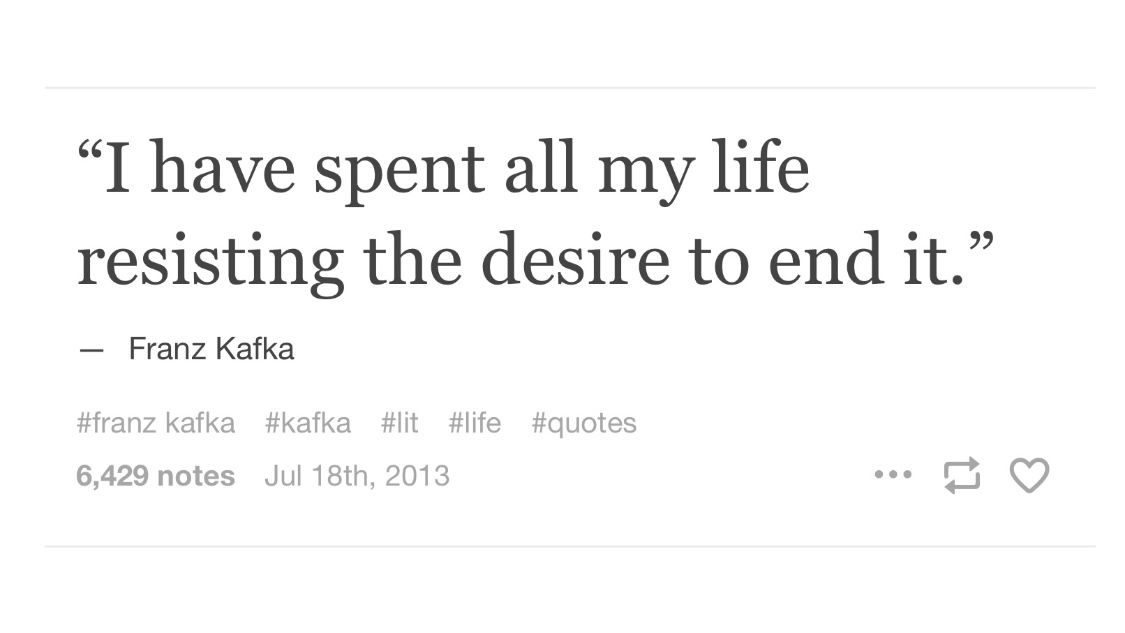 “I have spent all my life
resisting the desire to end it.”
— Franz Kafka
#franz kafka #kafka #lit #life #quotes
6,429 notes Jul 18th, 2013